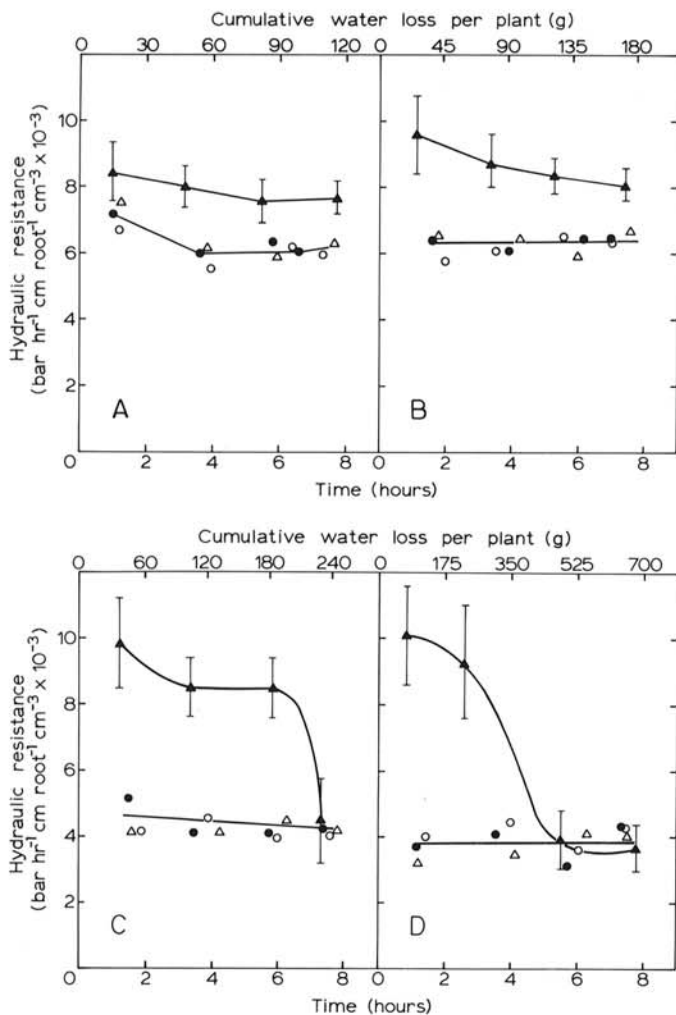 Cumulative water loss per plant (g)
0 30 60 90 120 0 45 90 135 180
Hydraulic resistance
(bar hr⁻¹ cm root⁻¹ cm⁻³ × 10⁻³)
10
8
6
4
2
0
A B
2 4 6 8 0 2 4 6 8
Time (hours) Time (hours)
Cumulative water loss per plant (g)
0 60 120 180 240 0 175 350 525 700
Hydraulic resistance
(bar hr⁻¹ cm root⁻¹ cm⁻³ × 10⁻³)
10
8
6
4
2
0
C D
2 4 6 8 0 2 4 6 8
Time (hours) Time (hours)